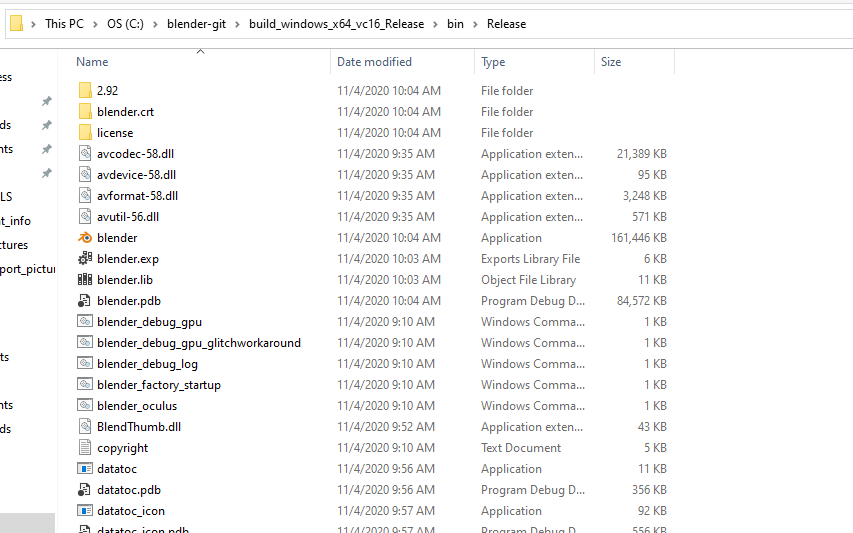 This PC > OS (C:) > blender-git > build_windows_x64_vc16_Release > bin > Release
Name Date modified Type Size
ess
2.92 11/4/2020 10:04 AM File folder
blender.crt 11/4/2020 10:04 AM File folder
ds
license 11/4/2020 10:04 AM File folder
nts
avcodec-58.dll 11/4/2020 9:35 AM Application exten... 21,389 KB
avdevice-58.dll 11/4/2020 9:35 AM Application exten... 95 KB
LS
avformat-58.dll 11/4/2020 9:35 AM Application exten... 3,248 KB
t_info
avutil-56.dll 11/4/2020 9:35 AM Application exten... 571 KB
ctures
blender 11/4/2020 10:04 AM Application 161,446 KB
port_pictur
blender.exp 11/4/2020 10:03 AM Exports Library File 6 KB
blender.lib 11/4/2020 10:03 AM Object File Library 11 KB
blender.pdb 11/4/2020 10:04 AM Program Debug D... 84,572 KB
blender_debug_gpu 11/4/2020 9:10 AM Windows Comma... 1 KB
blender_debug_gpu_glitchworkaround 11/4/2020 9:10 AM Windows Comma... 1 KB
ts
blender_debug_log 11/4/2020 9:10 AM Windows Comma... 1 KB
blender_factory_startup 11/4/2020 9:10 AM Windows Comma... 1 KB
nts
blender_oculus 11/4/2020 9:10 AM Windows Comma... 1 KB
ds
BlendThumb.dll 11/4/2020 9:52 AM Application exten... 43 KB
copyright 11/4/2020 9:10 AM Text Document 5 KB
datatoc 11/4/2020 9:56 AM Application 11 KB
datatoc.pdb 11/4/2020 9:56 AM Program Debug D... 356 KB
datatoc_icon 11/4/2020 9:57 AM Application 92 KB
datatoc_icon.pdb 11/4/2020 9:57 AM Program Debug D... 556 KB